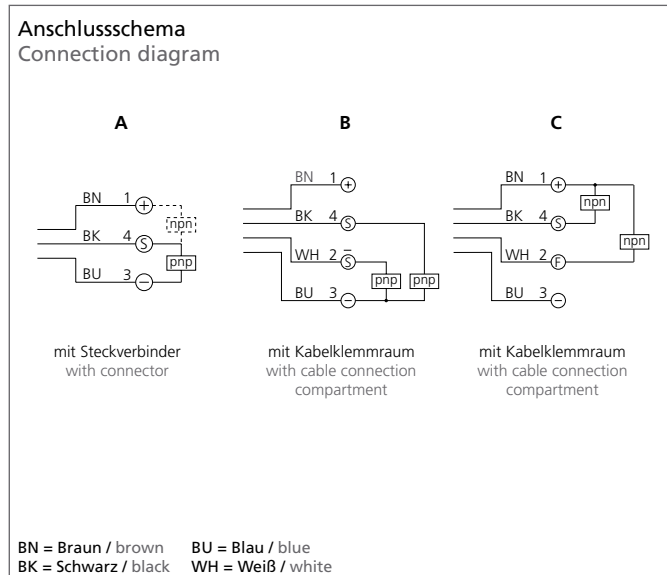 Anschlussschema
Connection diagram
A
BN 1 +
npn
BK 4 S
pnp
BU 3 −
mit Steckverbinder
with connector
B
BN 1 +
BK 4 S
WH 2 S̅
pnp pnp
BU 3 −
mit Kabelklemmraum
with cable connection
compartment
C
BN 1 +
npn
BK 4 S
npn
WH 2 F
BU 3 −
mit Kabelklemmraum
with cable connection
compartment
BN = Braun / brown BU = Blau / blue
BK = Schwarz / black WH = Weiß / white